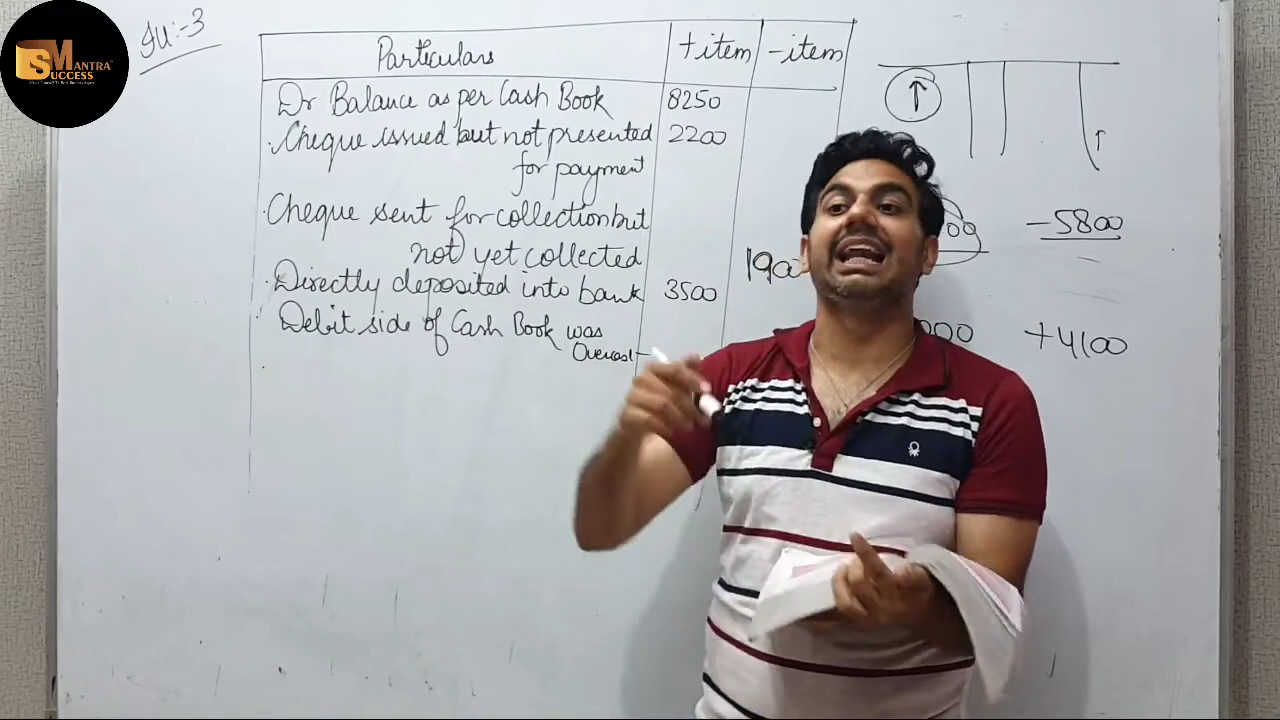 MANTRA
SUCCESS
Ill:-3
Particulars +item -item
Dr Balance as per Cash Book 8250
Cheque issued but not presented 2200
for payment
Cheque sent for collection but
not yet collected 1900
Directly deposited into bank 3500
Debit side of Cash Book was
Overcast
-5800
+4100